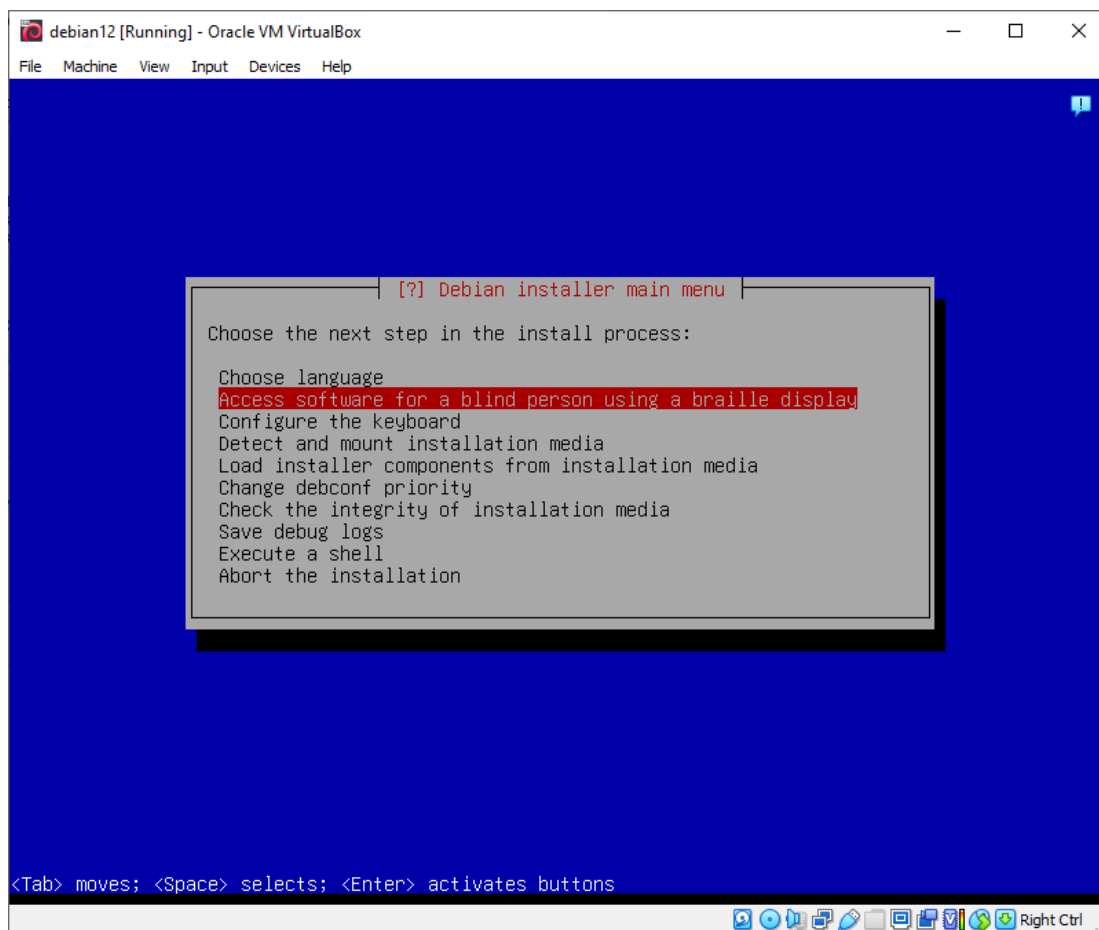 debian12 [Running] - Oracle VM VirtualBox
File Machine View Input Devices Help
[?] Debian installer main menu
Choose the next step in the install process:
Choose language
Access software for a blind person using a braille display
Configure the keyboard
Detect and mount installation media
Load installer components from installation media
Change debconf priority
Check the integrity of installation media
Save debug logs
Execute a shell
Abort the installation
<Tab> moves; <Space> selects; <Enter> activates buttons
Right Ctrl